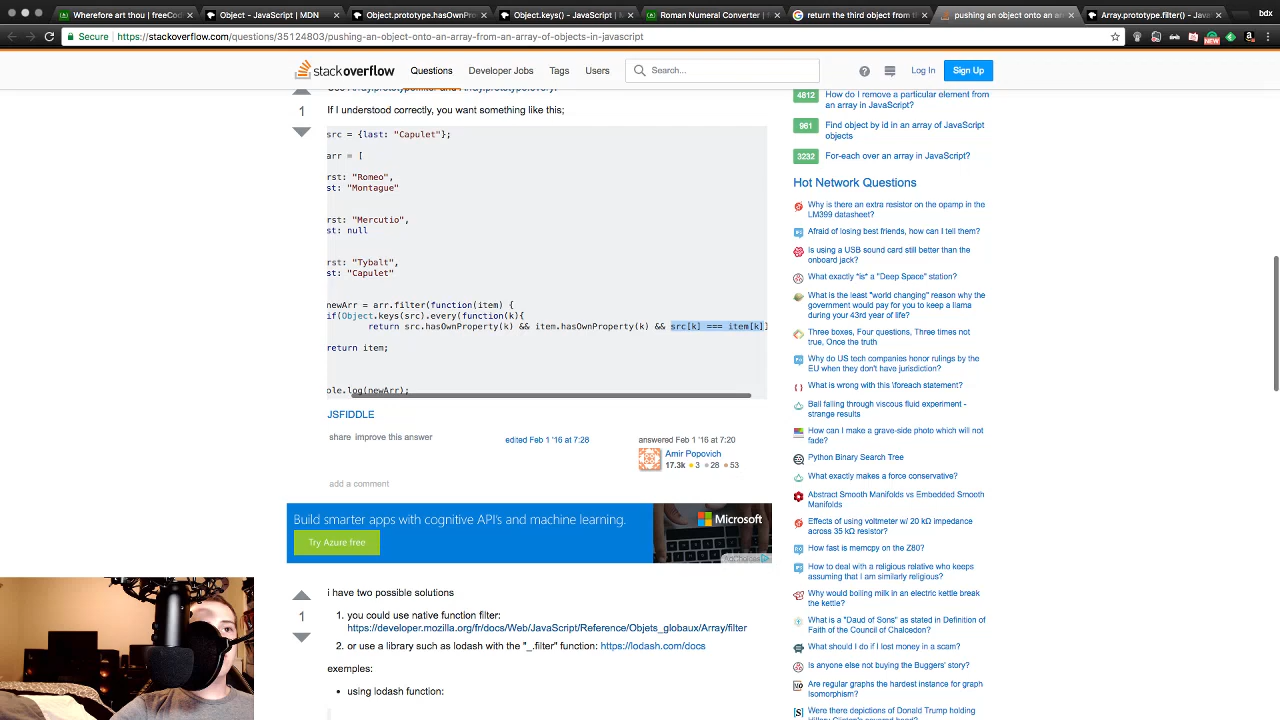 Where art thou | freeCod
Object - JavaScript | MDN
Object.prototype.hasOwnPr
Object.keys() - JavaScript |
Roman Numeral Converter |
return the third object from t
pushing an object onto an ar
Array.prototype.filter() - Jav
bdx
Secure
https://stackoverflow.com/questions/35124803/pushing-an-object-onto-an-array-from-an-array-of-objects-in-javascript
NEW
stackoverflow
Questions
Developer Jobs
Tags
Users
Search...
Log In
Sign Up
1
If I understood correctly, you want something like this;
src = {last: "Capulet"};
arr = [
rst: "Romeo",
st: "Montague"
rst: "Mercutio",
st: null
rst: "Tybalt",
st: "Capulet"
newArr = arr.filter(function(item) {
if(Object.keys(src).every(function(k){
return src.hasOwnProperty(k) && item.hasOwnProperty(k) && src[k] === item[k]
return item;
ole.log(newArr);
JSFIDDLE
share improve this answer
edited Feb 1 '16 at 7:28
answered Feb 1 '16 at 7:20
Amir Popovich
17.3k 3 28 53
add a comment
Build smarter apps with cognitive API's and machine learning.
Try Azure free
Microsoft
AdChoices
1
i have two possible solutions
1. you could use native function filter:
https://developer.mozilla.org/fr/docs/Web/JavaScript/Reference/Objets_globaux/Array/filter
2. or use a library such as lodash with the "_.filter" function: https://lodash.com/docs
exemples:
• using lodash function:
4812 How do I remove a particular element from
an array in JavaScript?
961 Find object by id in an array of JavaScript
objects
3232 For-each over an array in JavaScript?
Hot Network Questions
Why is there an extra resistor on the opamp in the
LM399 datasheet?
Afraid of losing best friends, how can I tell them?
Is using a USB sound card still better than the
onboard jack?
What exactly *is* a "Deep Space" station?
What is the least "world changing" reason why the
government would pay for you to keep a llama
during your 43rd year of life?
Three boxes, Four questions, Three times not
true, Once the truth
Why do US tech companies honor rulings by the
EU when they don't have jurisdiction?
What is wrong with this \foreach statement?
Ball falling through viscous fluid experiment -
strange results
How can I make a grave-side photo which will not
fade?
Python Binary Search Tree
What exactly makes a force conservative?
Abstract Smooth Manifolds vs Embedded Smooth
Manifolds
Effects of using voltmeter w/ 20 kΩ impedance
across 35 kΩ resistor?
How fast is memcpy on the Z80?
How to deal with a religious relative who keeps
assuming that I am similarly religious?
Why would boiling milk in an electric kettle break
the kettle?
What is a "Daud of Sons" as stated in Definition of
Faith of the Council of Chalcedon?
What should I do if I lost money in a scam?
Is anyone else not buying the Buggers' story?
Are regular graphs the hardest instance for graph
Isomorphism?
Were there depictions of Donald Trump holding